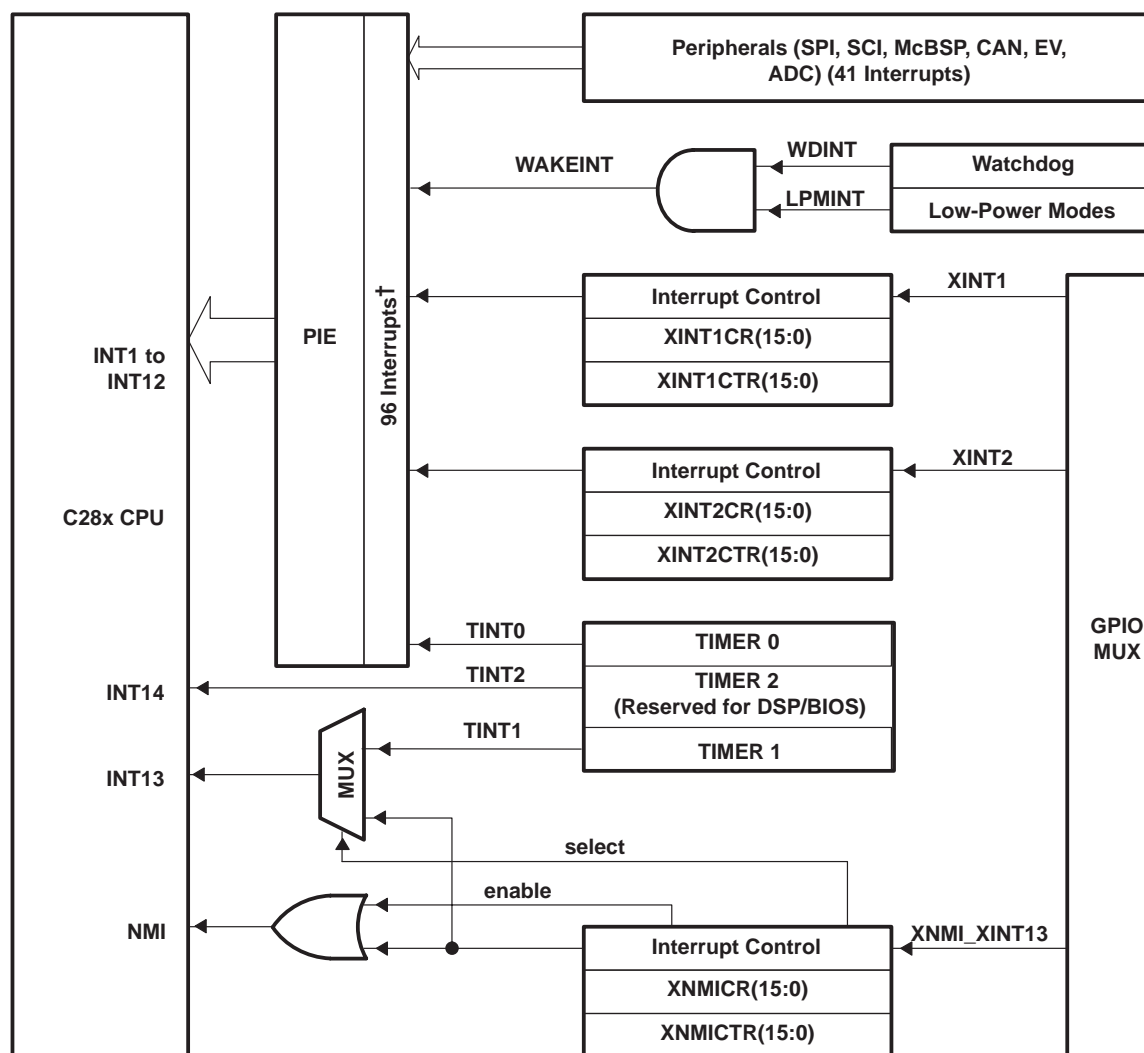 Peripherals (SPI, SCI, McBSP, CAN, EV,
ADC) (41 Interrupts)
WDINT
WAKEINT
Watchdog
LPMINT
Low-Power Modes
XINT1
Interrupt Control
96 Interrupts†
PIE
XINT1CR(15:0)
INT1 to
INT12
XINT1CTR(15:0)
XINT2
Interrupt Control
C28x CPU
XINT2CR(15:0)
XINT2CTR(15:0)
TINT0
TIMER 0
GPIO
MUX
TINT2
INT14
TIMER 2
(Reserved for DSP/BIOS)
TINT1
TIMER 1
INT13
MUX
select
enable
NMI
XNMI_XINT13
Interrupt Control
XNMICR(15:0)
XNMICTR(15:0)